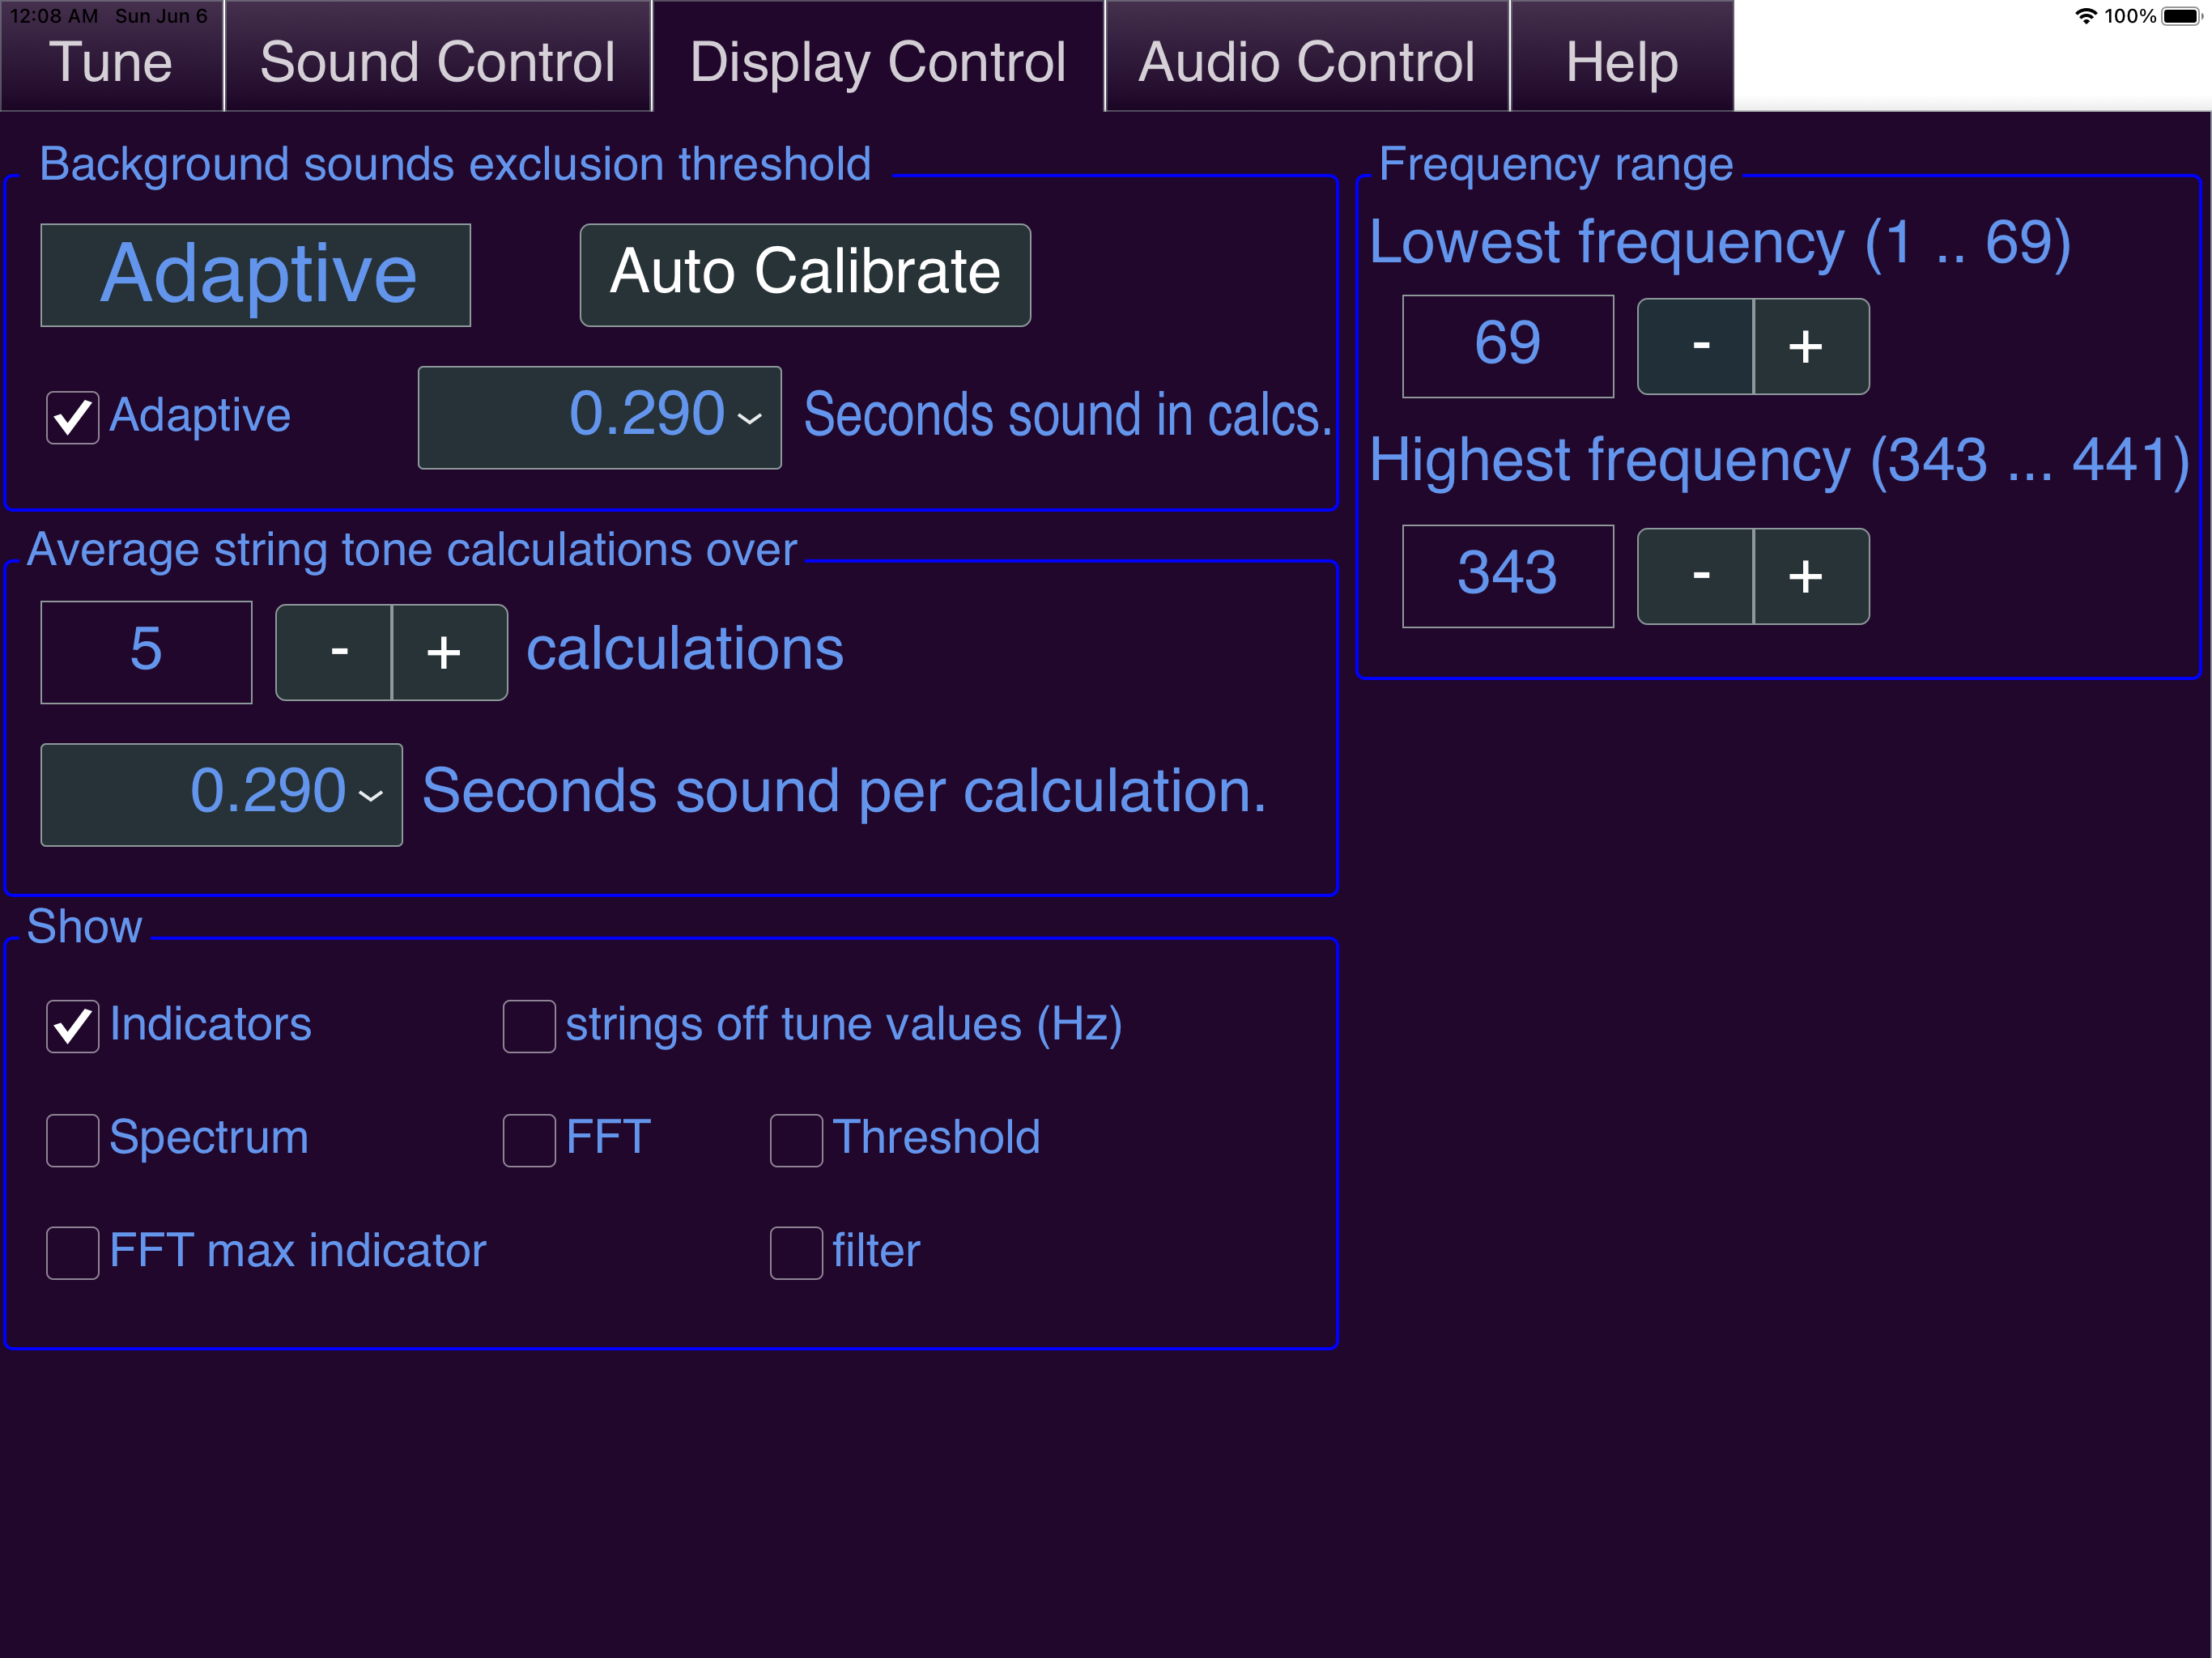 12:08 AM Sun Jun 6 100%
Tune Sound Control Display Control Audio Control Help
Background sounds exclusion threshold
Adaptive Auto Calibrate
Adaptive 0.290 Seconds sound in calcs.
Average string tone calculations over
5 - + calculations
0.290 Seconds sound per calculation.
Show
Indicators strings off tune values (Hz)
Spectrum FFT Threshold
FFT max indicator filter
Frequency range
Lowest frequency (1 .. 69)
69 - +
Highest frequency (343 ... 441)
343 - +